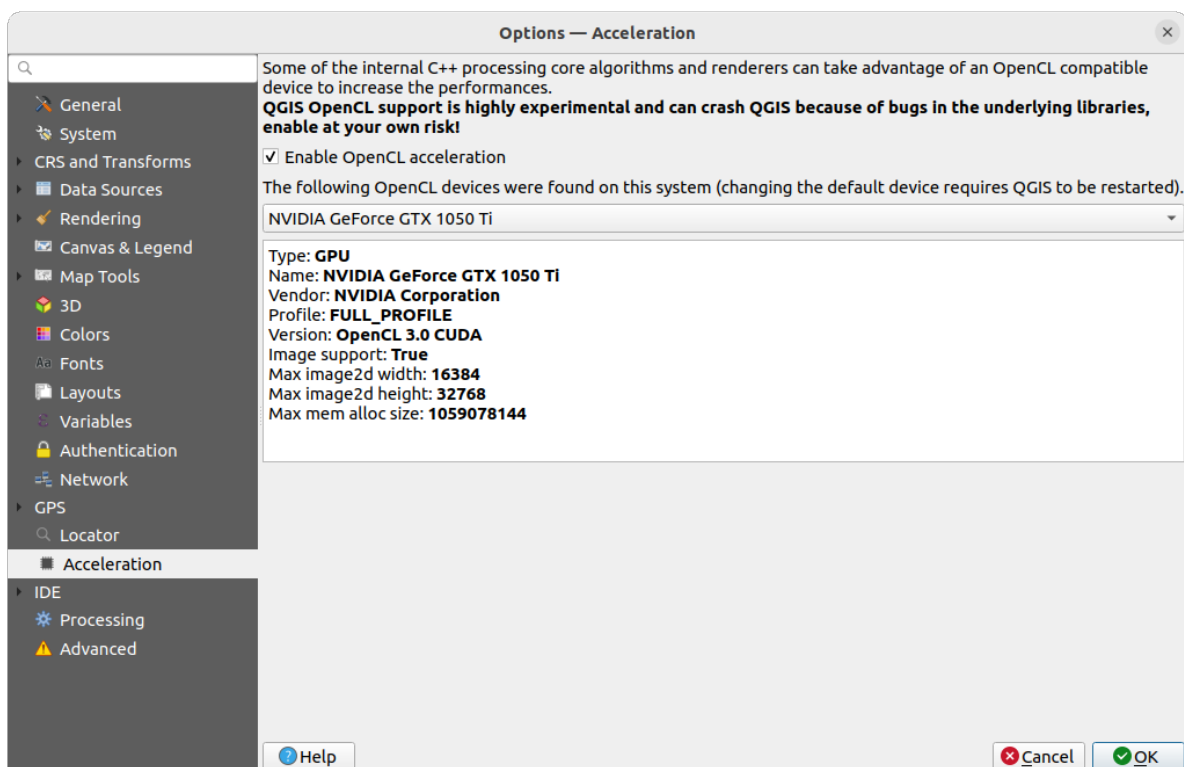 Options — Acceleration
General
System
CRS and Transforms
Data Sources
Rendering
Canvas & Legend
Map Tools
3D
Colors
Aa Fonts
Layouts
ε Variables
Authentication
Network
GPS
Locator
Acceleration
IDE
Processing
Advanced
Some of the internal C++ processing core algorithms and renderers can take advantage of an OpenCL compatible
device to increase the performances.
QGIS OpenCL support is highly experimental and can crash QGIS because of bugs in the underlying libraries,
enable at your own risk!
Enable OpenCL acceleration
The following OpenCL devices were found on this system (changing the default device requires QGIS to be restarted).
NVIDIA GeForce GTX 1050 Ti
Type: GPU
Name: NVIDIA GeForce GTX 1050 Ti
Vendor: NVIDIA Corporation
Profile: FULL_PROFILE
Version: OpenCL 3.0 CUDA
Image support: True
Max image2d width: 16384
Max image2d height: 32768
Max mem alloc size: 1059078144
Help
Cancel
OK